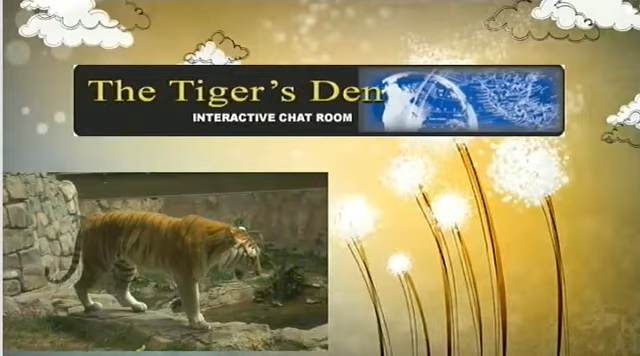 The Tiger's Den
INTERACTIVE CHAT ROOM